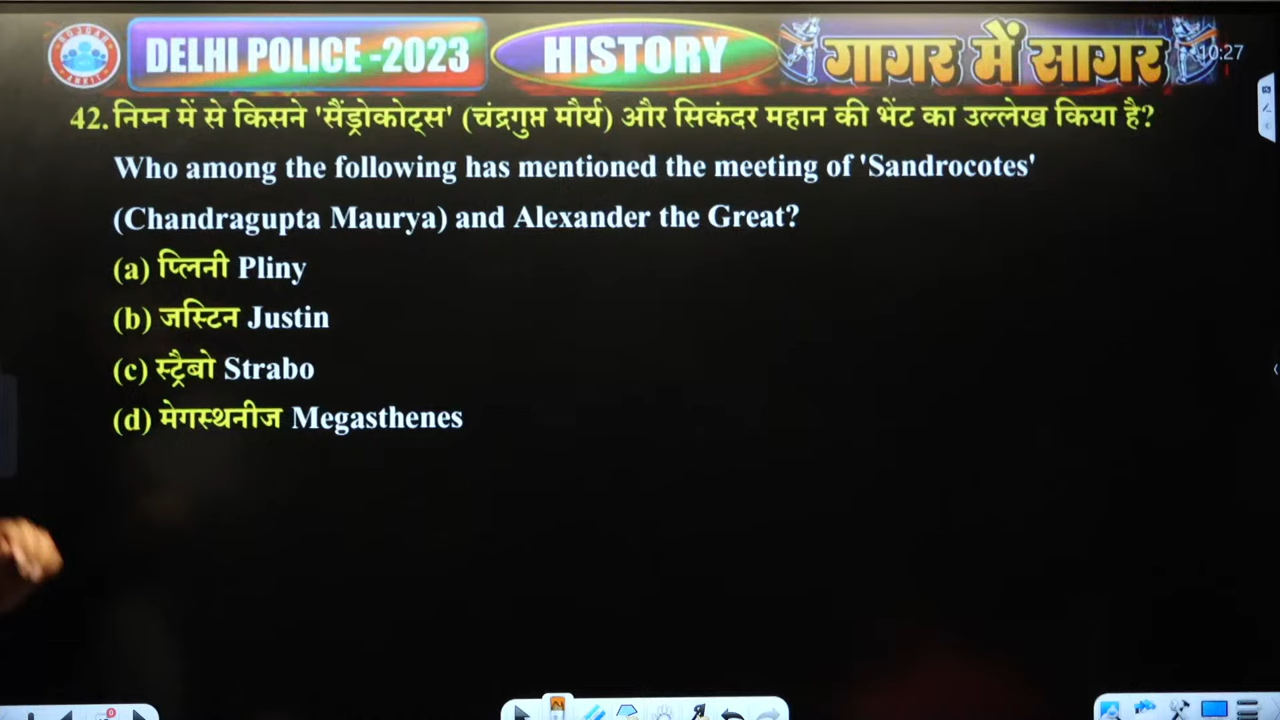 ROJGAR
ANKIT
DELHI POLICE -2023
HISTORY
गागर में सागर
10:27
42. निम्न में से किसने 'सैंड्रोकोट्स' (चंद्रगुप्त मौर्य) और सिकंदर महान की भेंट का उल्लेख किया है?
Who among the following has mentioned the meeting of 'Sandrocotes'
(Chandragupta Maurya) and Alexander the Great?
(a) प्लिनी Pliny
(b) जस्टिन Justin
(c) स्ट्रैबो Strabo
(d) मेगस्थनीज Megasthenes